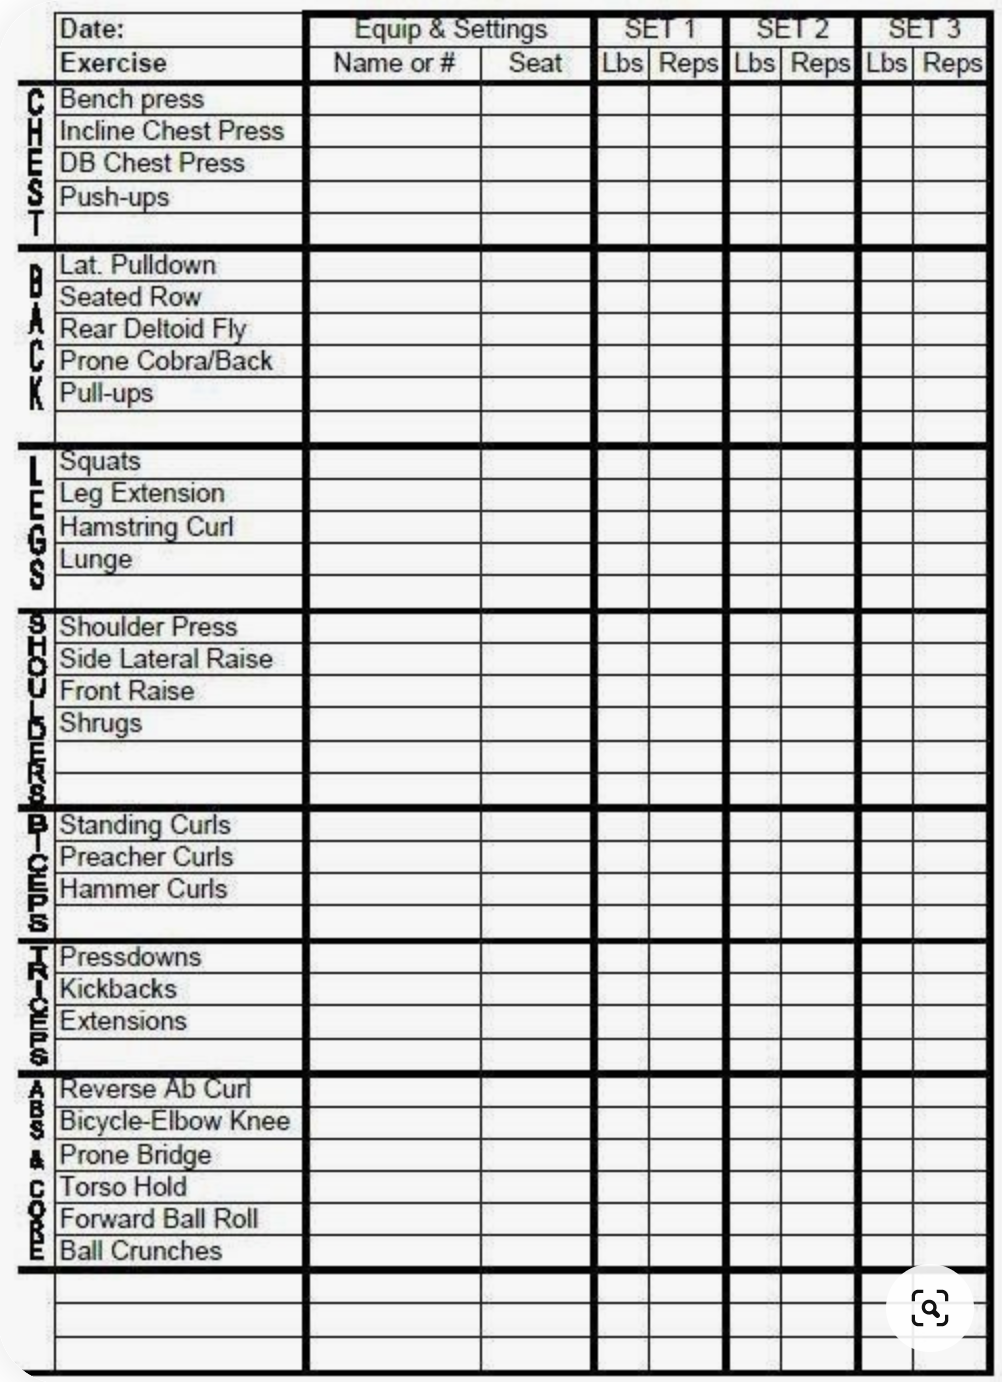 Date: Equip & Settings SET 1 SET 2 SET 3
Exercise Name or # Seat Lbs Reps Lbs Reps Lbs Reps
CHEST
Bench press
Incline Chest Press
DB Chest Press
Push-ups
BACK
Lat. Pulldown
Seated Row
Rear Deltoid Fly
Prone Cobra/Back
Pull-ups
LEGS
Squats
Leg Extension
Hamstring Curl
Lunge
SHOULDERS
Shoulder Press
Side Lateral Raise
Front Raise
Shrugs
BICEPS
Standing Curls
Preacher Curls
Hammer Curls
TRICEPS
Pressdowns
Kickbacks
Extensions
ABS & CORE
Reverse Ab Curl
Bicycle-Elbow Knee
Prone Bridge
Torso Hold
Forward Ball Roll
Ball Crunches